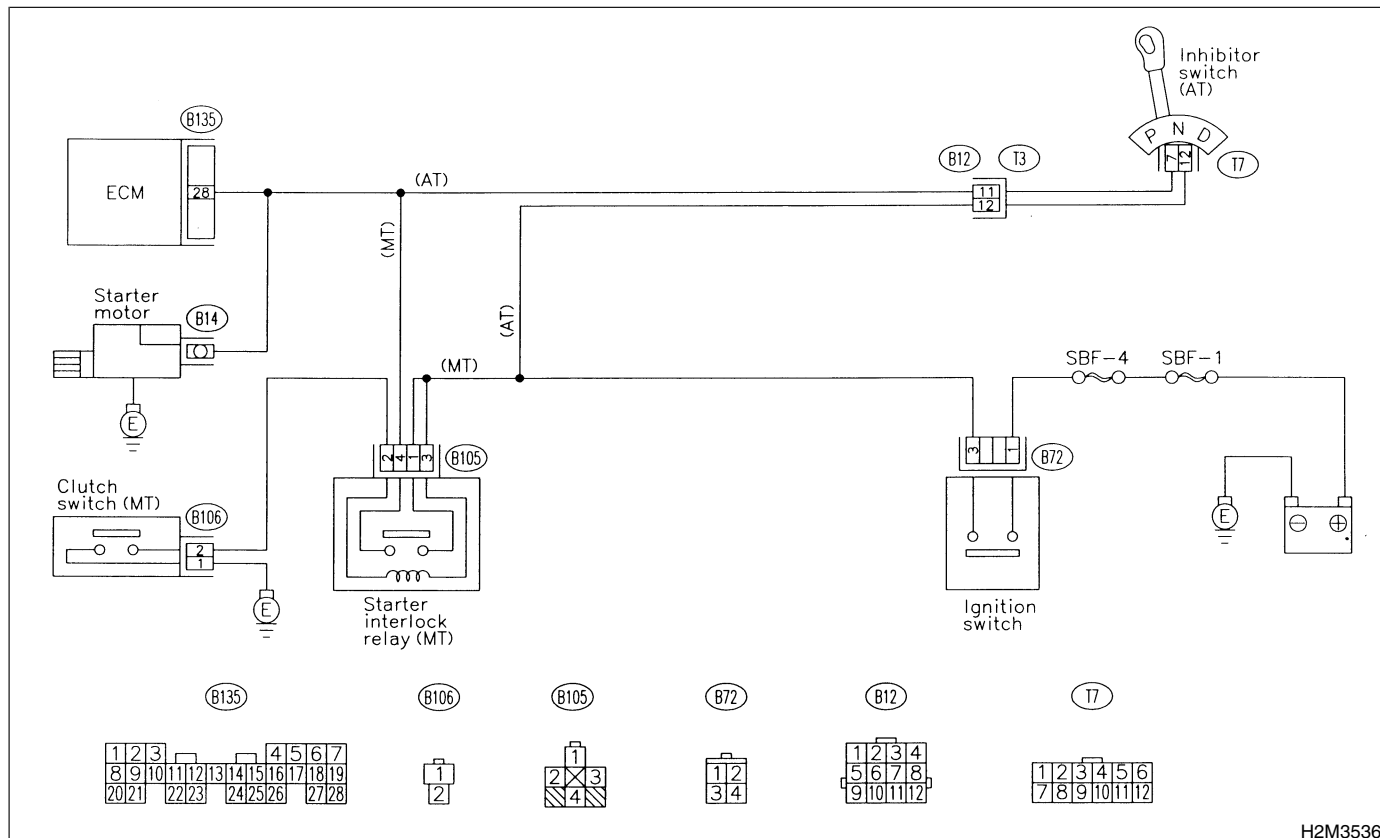 Inhibitor
switch
(AT)
P N D
7 12
T7
B135
ECM
28
(AT)
B12 T3
11
12
(MT)
Starter
motor
B14
E
(AT)
(MT)
SBF-4 SBF-1
2 4 1 3
B105
3 1
B72
Clutch
switch (MT)
B106
2
1
E
E
⊖ ⊕
Starter
interlock
relay (MT)
Ignition
switch
B135 B106 B105 B72 B12 T7
1 2 3 4 5 6 7
8 9 10 11 12 13 14 15 16 17 18 19
20 21 22 23 24 25 26 27 28
1
2
1
2 3
4
1 2
3 4
1 2 3 4
5 6 7 8
9 10 11 12
1 2 3 4 5 6
7 8 9 10 11 12
H2M3536